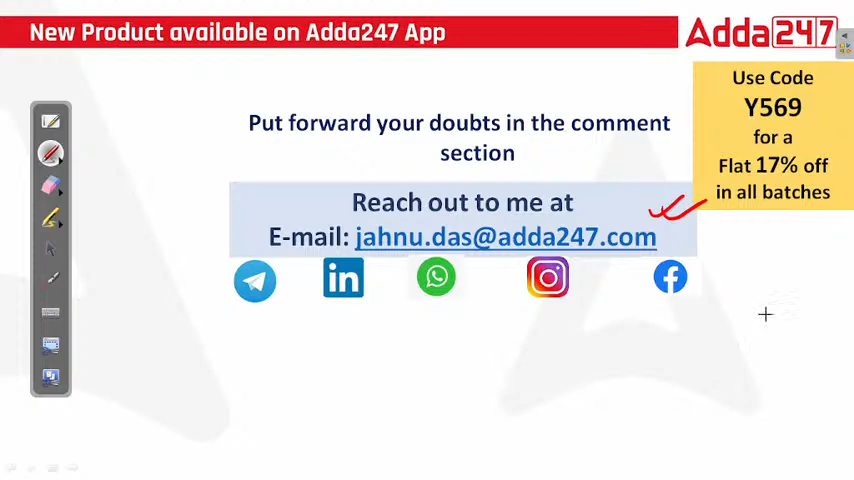 New Product available on Adda247 App
Adda247
Use Code
Y569
for a
Flat 17% off
in all batches
Put forward your doubts in the comment
section
Reach out to me at
E-mail: jahnu.das@adda247.com